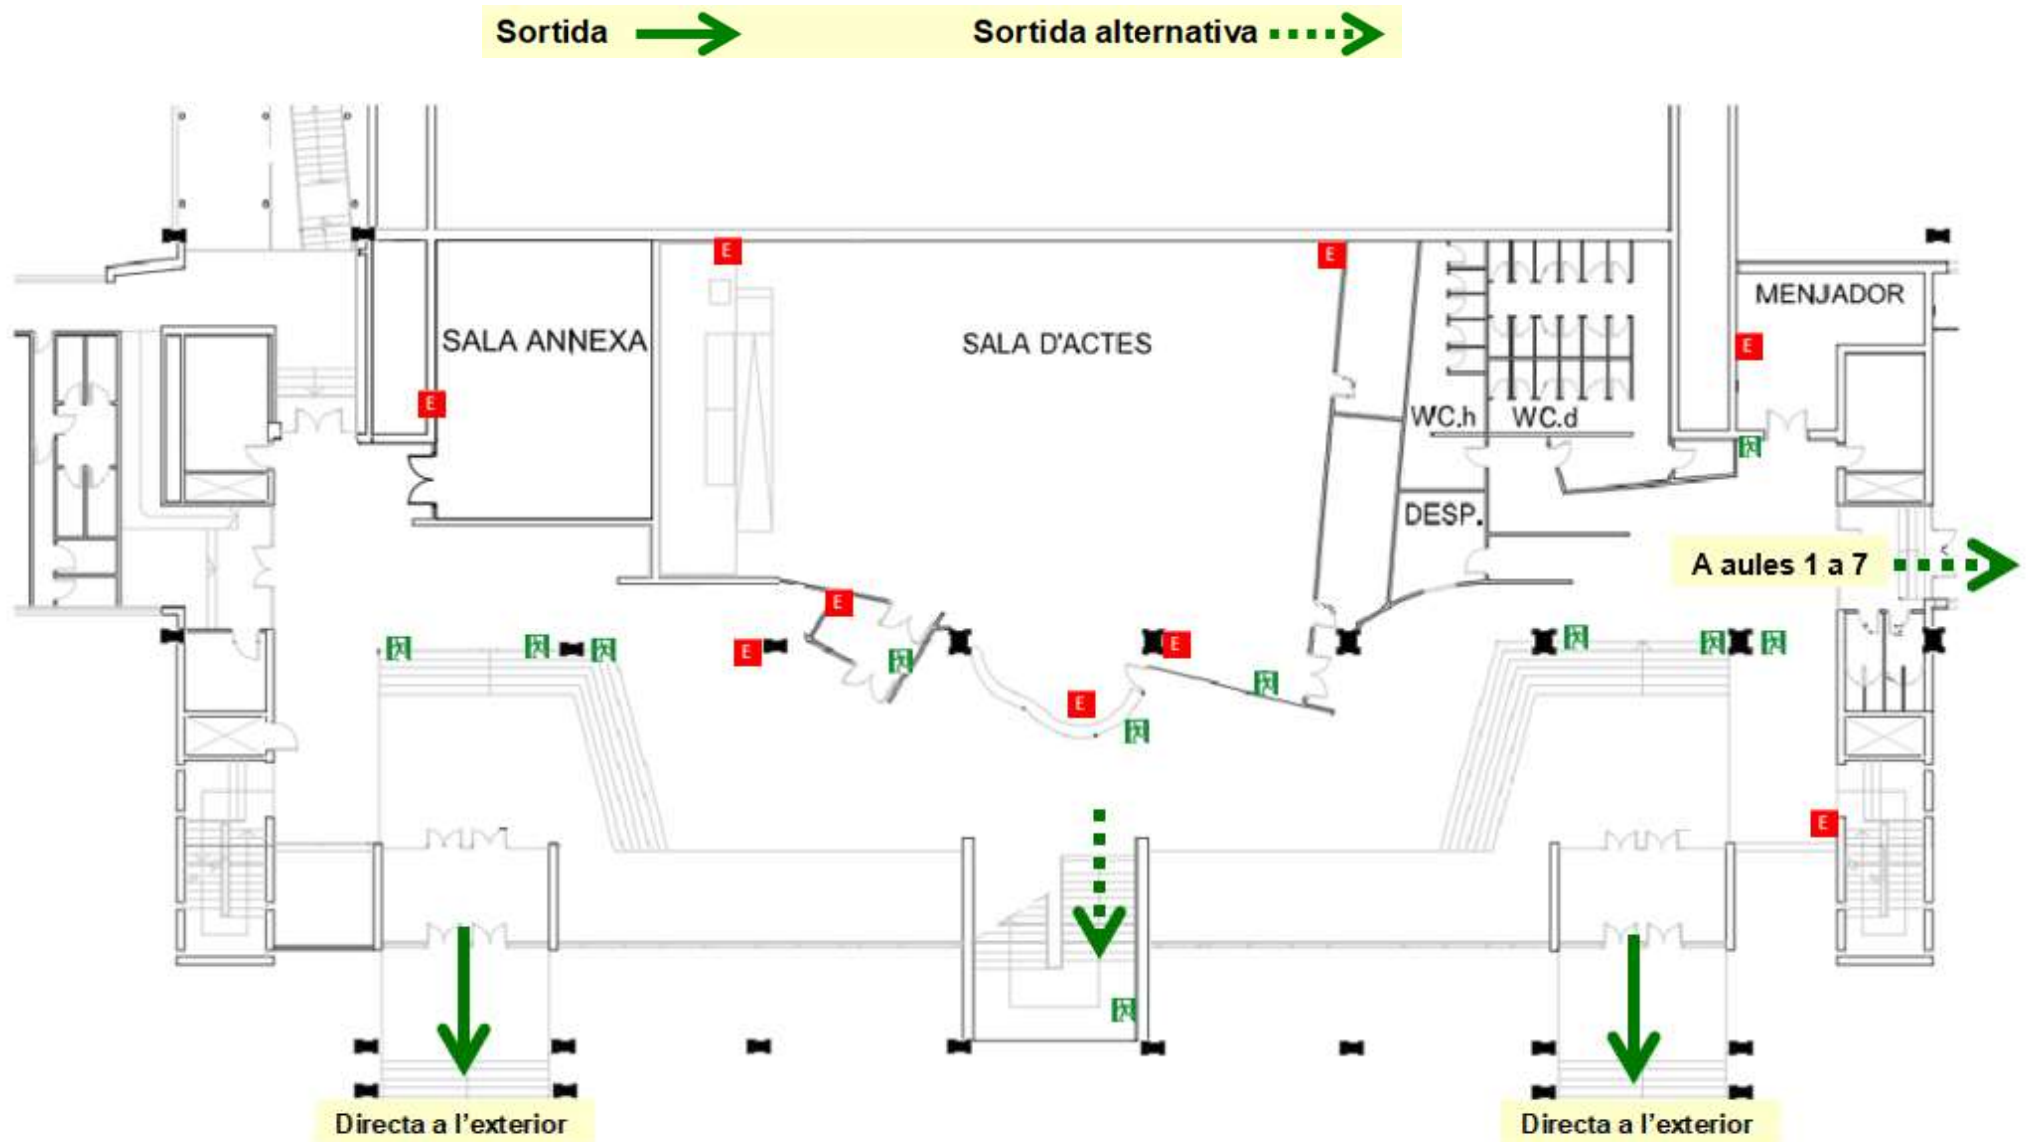 Sortida
Sortida alternativa
E
E
MENJADOR
SALA ANNEXA
SALA D'ACTES
E
E
WC.h
WC.d
DESP.
A aules 1 a 7
E
E
E
E
E
Directa a l'exterior
Directa a l'exterior